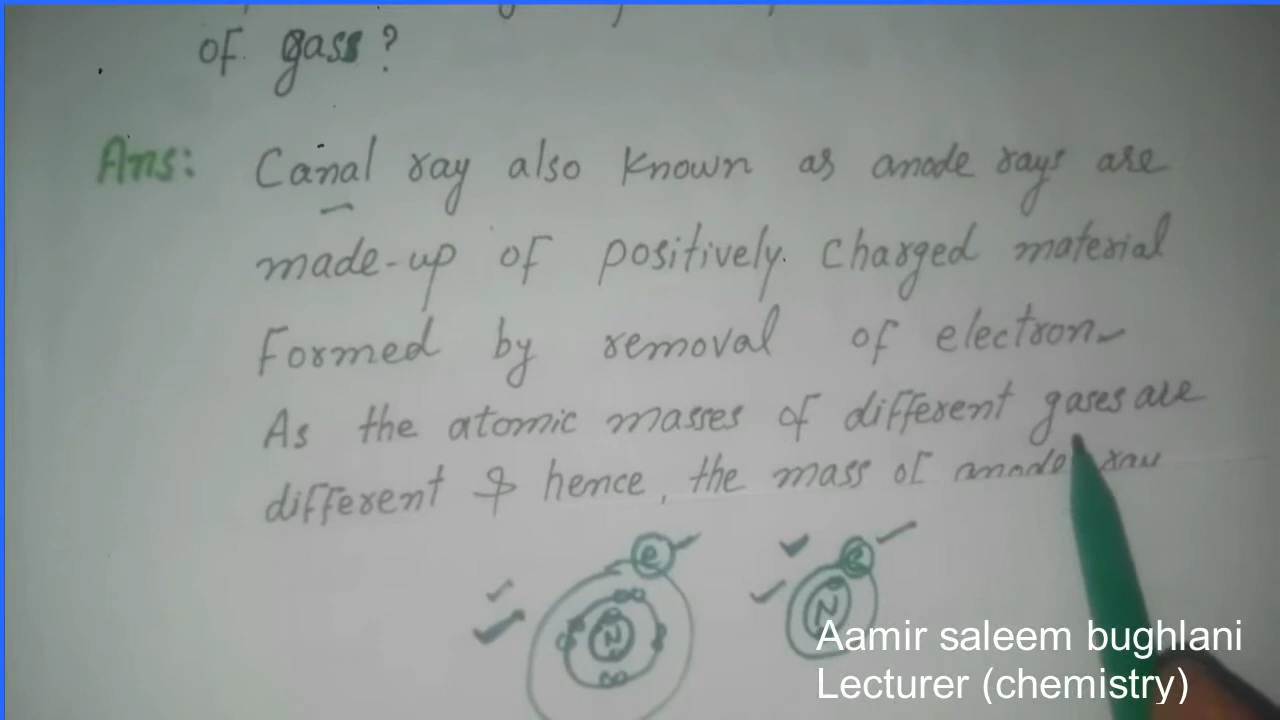 of gass?
Ans: Canal ray also known as anode rays are
made-up of positively charged material
Formed by removal of electron
As the atomic masses of different gases are
different & hence, the mass of anode ray
e
e
N
N
Aamir saleem bughlani
Lecturer (chemistry)